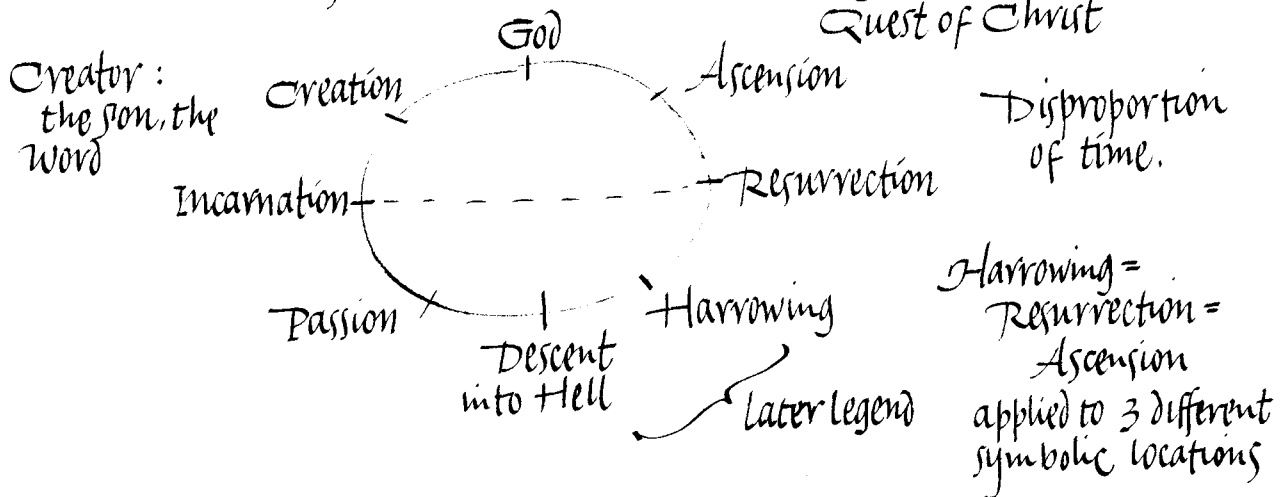 Quest of Christ
God
Creator :
the son, the
Word
Creation
Ascension
Disproportion
of time.
Incarnation
Resurrection
Passion
Descent
into Hell
Harrowing
later legend
Harrowing =
Resurrection =
Ascension
applied to 3 different
symbolic locations